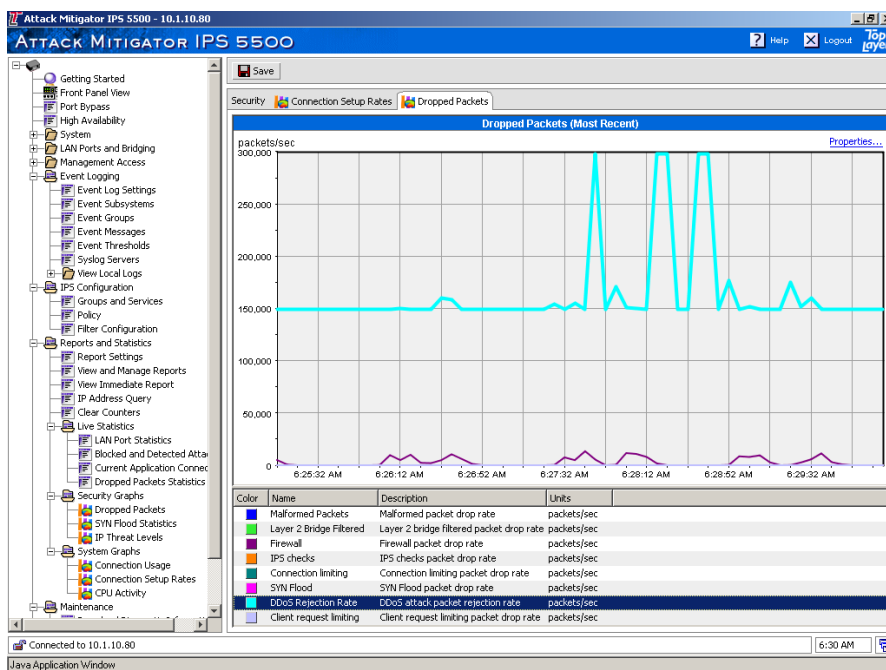 Attack Mitigator IPS 5500 - 10.1.10.80
ATTACK MITIGATOR IPS 5500
? Help
X Logout
Top
Layer
Getting Started
Front Panel View
Port Bypass
High Availability
System
LAN Ports and Bridging
Management Access
Event Logging
Event Log Settings
Event Subsystems
Event Groups
Event Messages
Event Thresholds
Syslog Servers
View Local Logs
IPS Configuration
Groups and Services
Policy
Filter Configuration
Reports and Statistics
Report Settings
View and Manage Reports
View Immediate Report
IP Address Query
Clear Counters
Live Statistics
LAN Port Statistics
Blocked and Detected Atta
Current Application Connec
Dropped Packets Statistics
Security Graphs
Dropped Packets
SYN Flood Statistics
IP Threat Levels
System Graphs
Connection Usage
Connection Setup Rates
CPU Activity
Maintenance
Save
Security Connection Setup Rates Dropped Packets
Dropped Packets (Most Recent)
packets/sec
Properties...
300,000
250,000
200,000
150,000
100,000
50,000
0
6:25:32 AM 6:26:12 AM 6:26:52 AM 6:27:32 AM 6:28:12 AM 6:28:52 AM 6:29:32 AM
Color Name Description Units
Malformed Packets Malformed packet drop rate packets/sec
Layer 2 Bridge Filtered Layer 2 bridge filtered packet drop rate packets/sec
Firewall Firewall packet drop rate packets/sec
IPS checks IPS checks packet drop rate packets/sec
Connection limiting Connection limiting packet drop rate packets/sec
SYN Flood SYN Flood packet drop rate packets/sec
DDoS Rejection Rate DDoS attack packet rejection rate packets/sec
Client request limiting Client request limiting packet drop rate packets/sec
Connected to 10.1.10.80
6:30 AM
Java Application Window